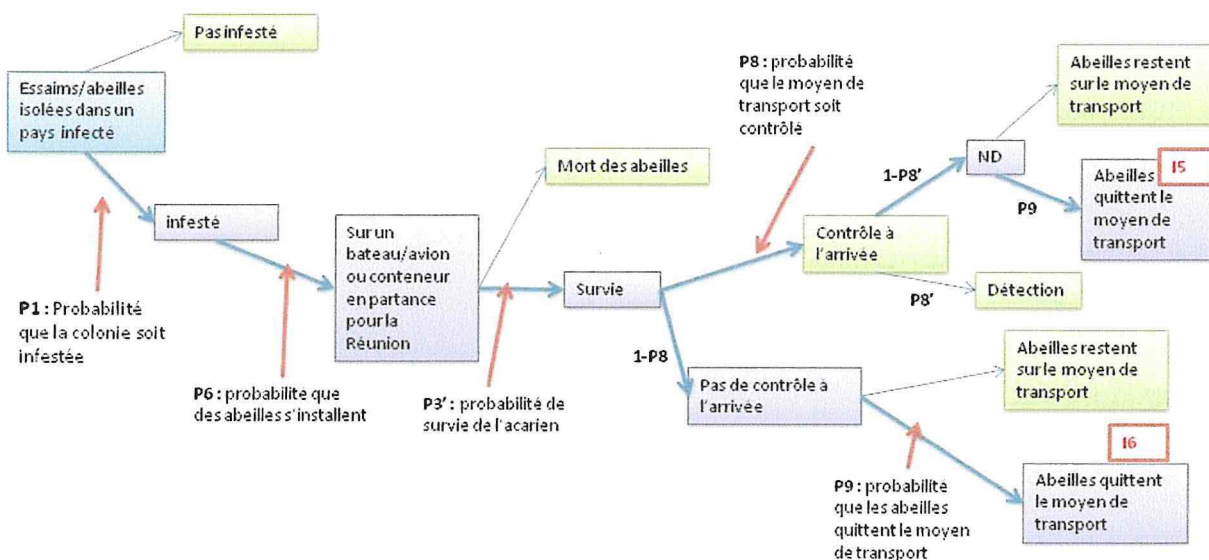 Pas infesté
Essaims/abeilles
isolées dans un
pays infecté
P1 : Probabilité
que la colonie soit
infestée
infesté
P6 : probabilite que
des abeilles s'installent
Sur un
bateau/avion
ou conteneur
en partance
pour la
Réunion
Mort des abeilles
P3' : probabilité de
survie de l'acarien
Survie
P8 : probabilité
que le moyen de
transport soit
contrôlé
1-P8
Contrôle à
l'arrivée
1-P8'
P8'
ND
Détection
Abeilles restent
sur le moyen de
transport
P9
Abeilles
quittent le
moyen de
transport
I5
Pas de contrôle à
l'arrivée
Abeilles restent
sur le moyen de
transport
P9 : probabilité
que les abeilles
quittent le moyen
de transport
I6
Abeilles quittent
le moyen de
transport